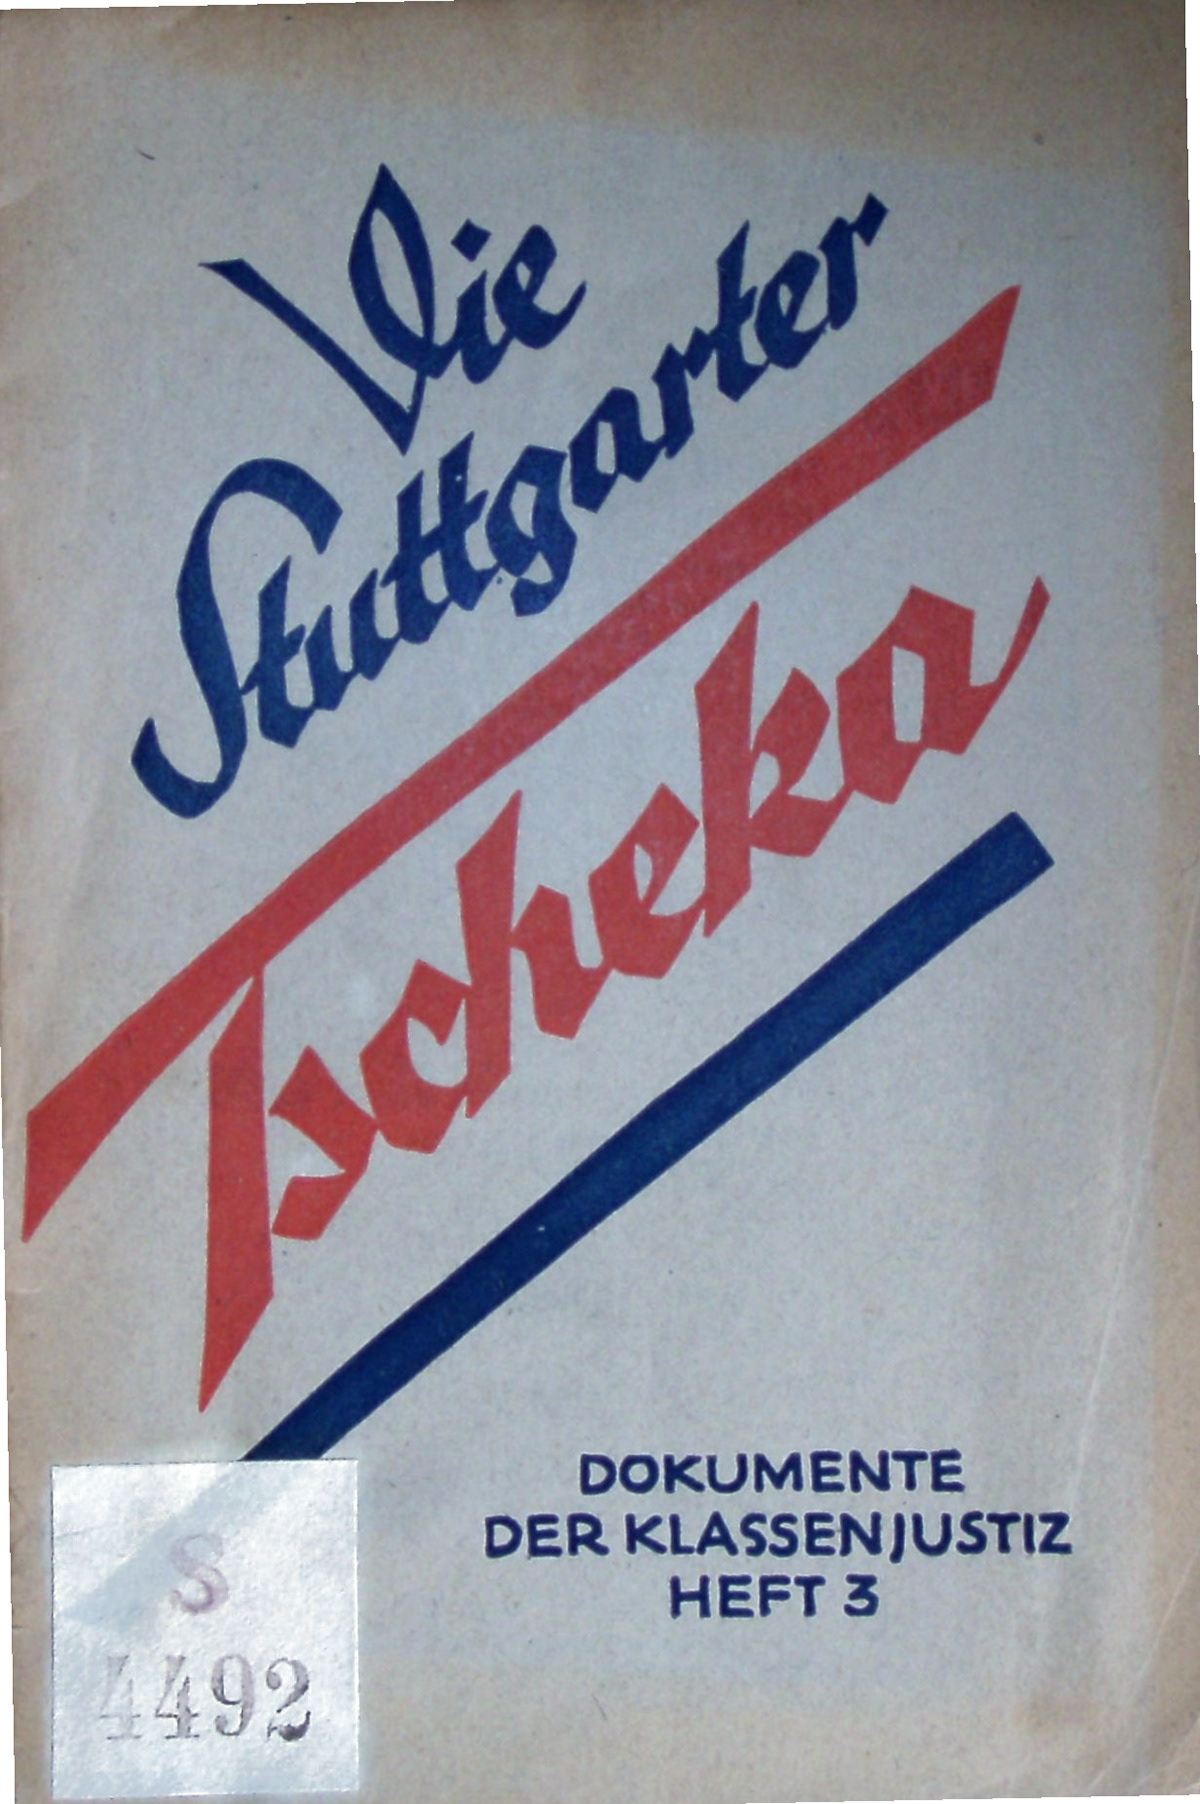 Die
Stuttgarter
Tscheka
DOKUMENTE
DER KLASSENJUSTIZ
HEFT 3
S
4492